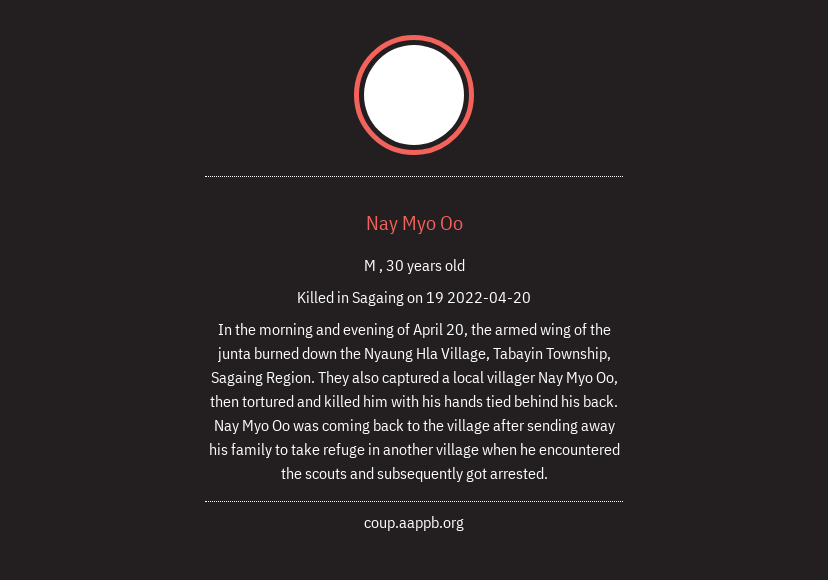 Nay Myo Oo
M , 30 years old
Killed in Sagaing on 19 2022-04-20
In the morning and evening of April 20, the armed wing of the
junta burned down the Nyaung Hla Village, Tabayin Township,
Sagaing Region. They also captured a local villager Nay Myo Oo,
then tortured and killed him with his hands tied behind his back.
Nay Myo Oo was coming back to the village after sending away
his family to take refuge in another village when he encountered
the scouts and subsequently got arrested.
coup.aappb.org